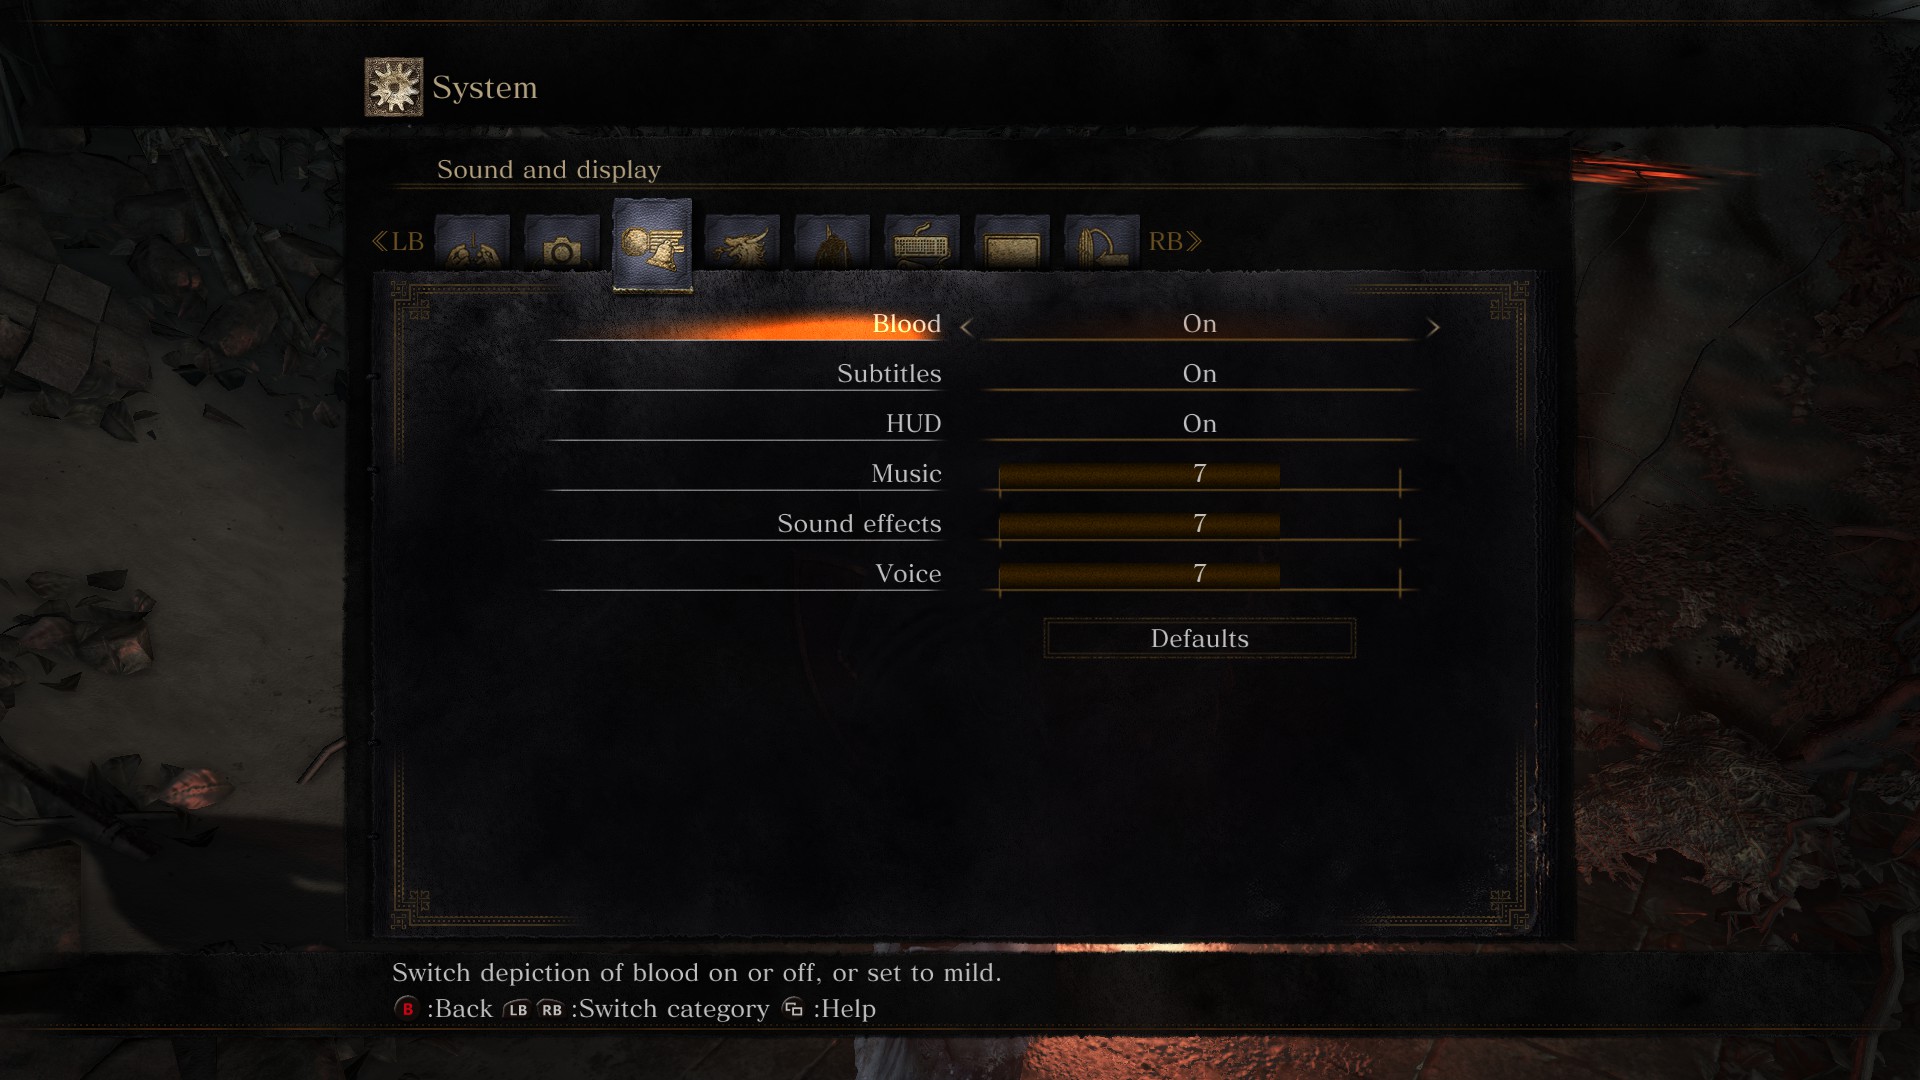 System
Sound and display
LB
RB
Blood On
Subtitles On
HUD On
Music 7
Sound effects 7
Voice 7
Defaults
Switch depiction of blood on or off, or set to mild.
B :Back LB RB :Switch category :Help